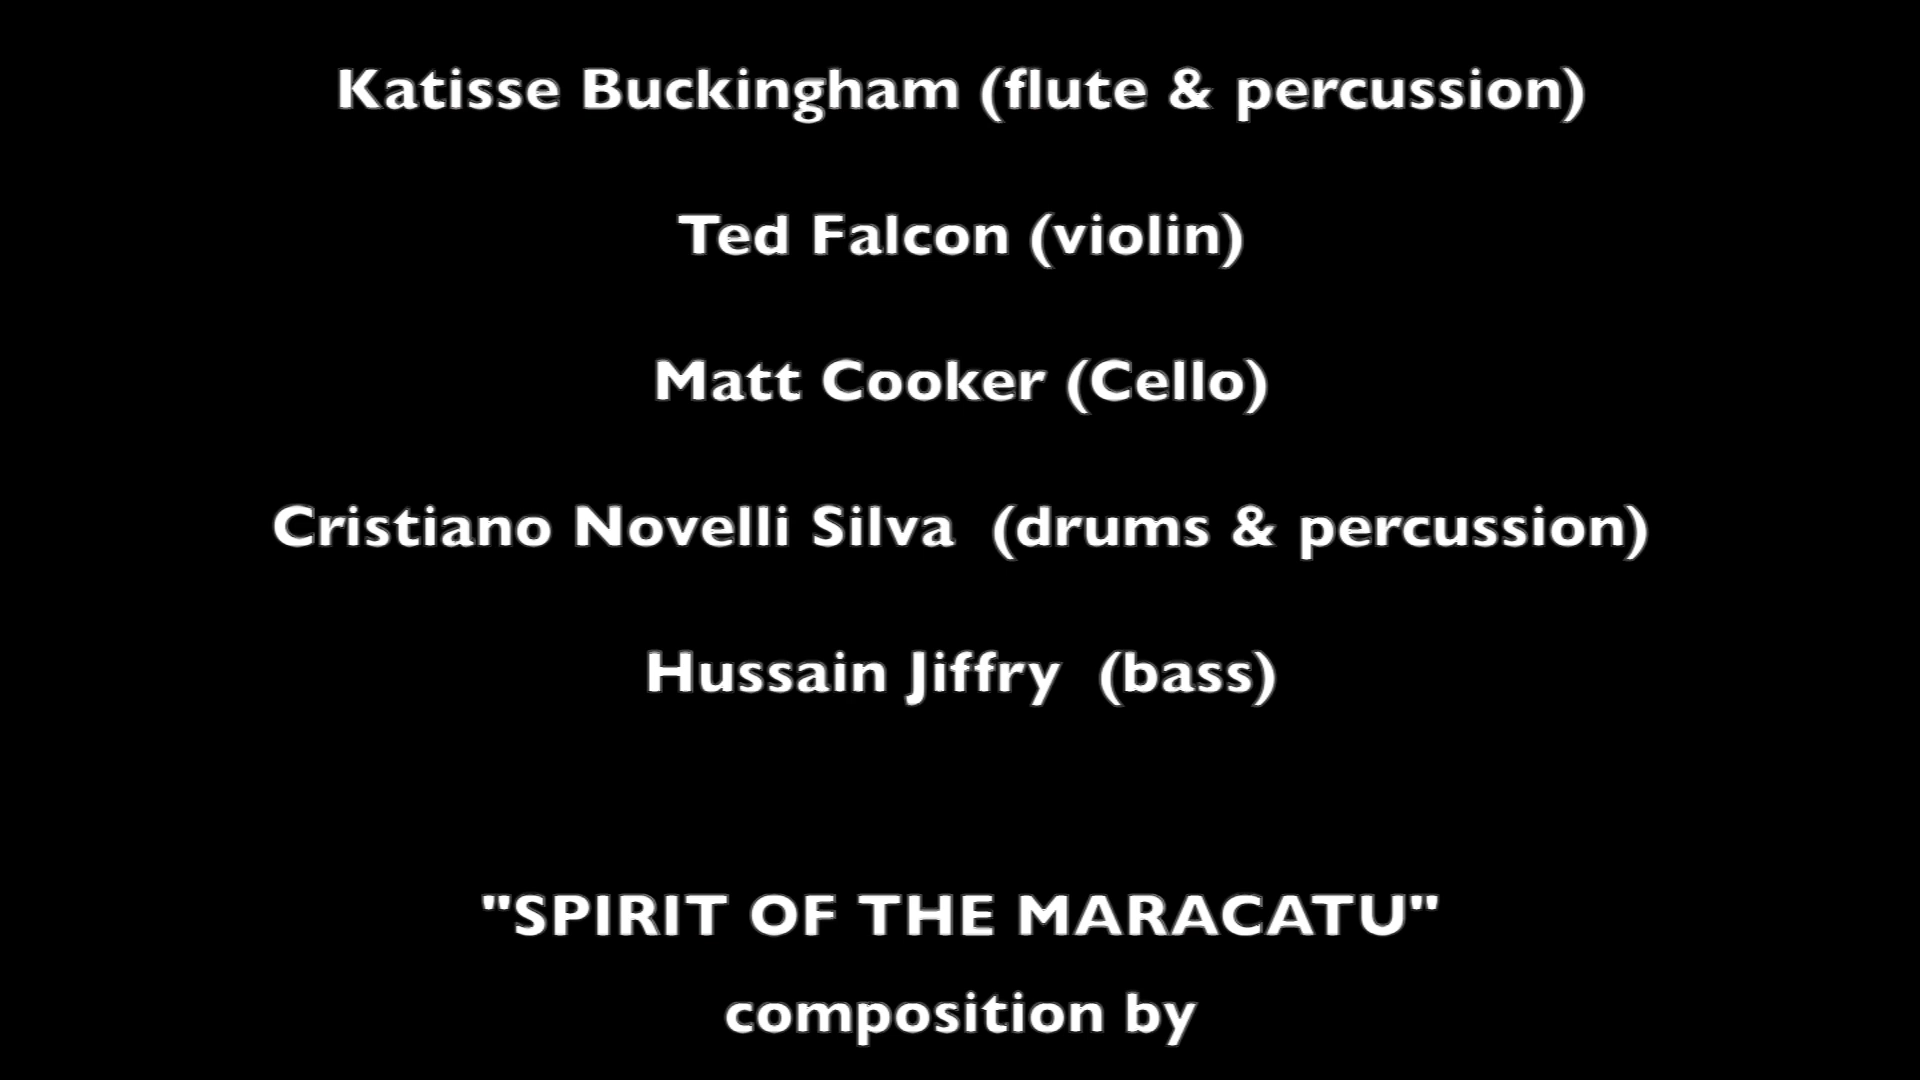 Katisse Buckingham (flute & percussion)
Ted Falcon (violin)
Matt Cooker (Cello)
Cristiano Novelli Silva  (drums & percussion)
Hussain Jiffry  (bass)
"SPIRIT OF THE MARACATU"
composition by